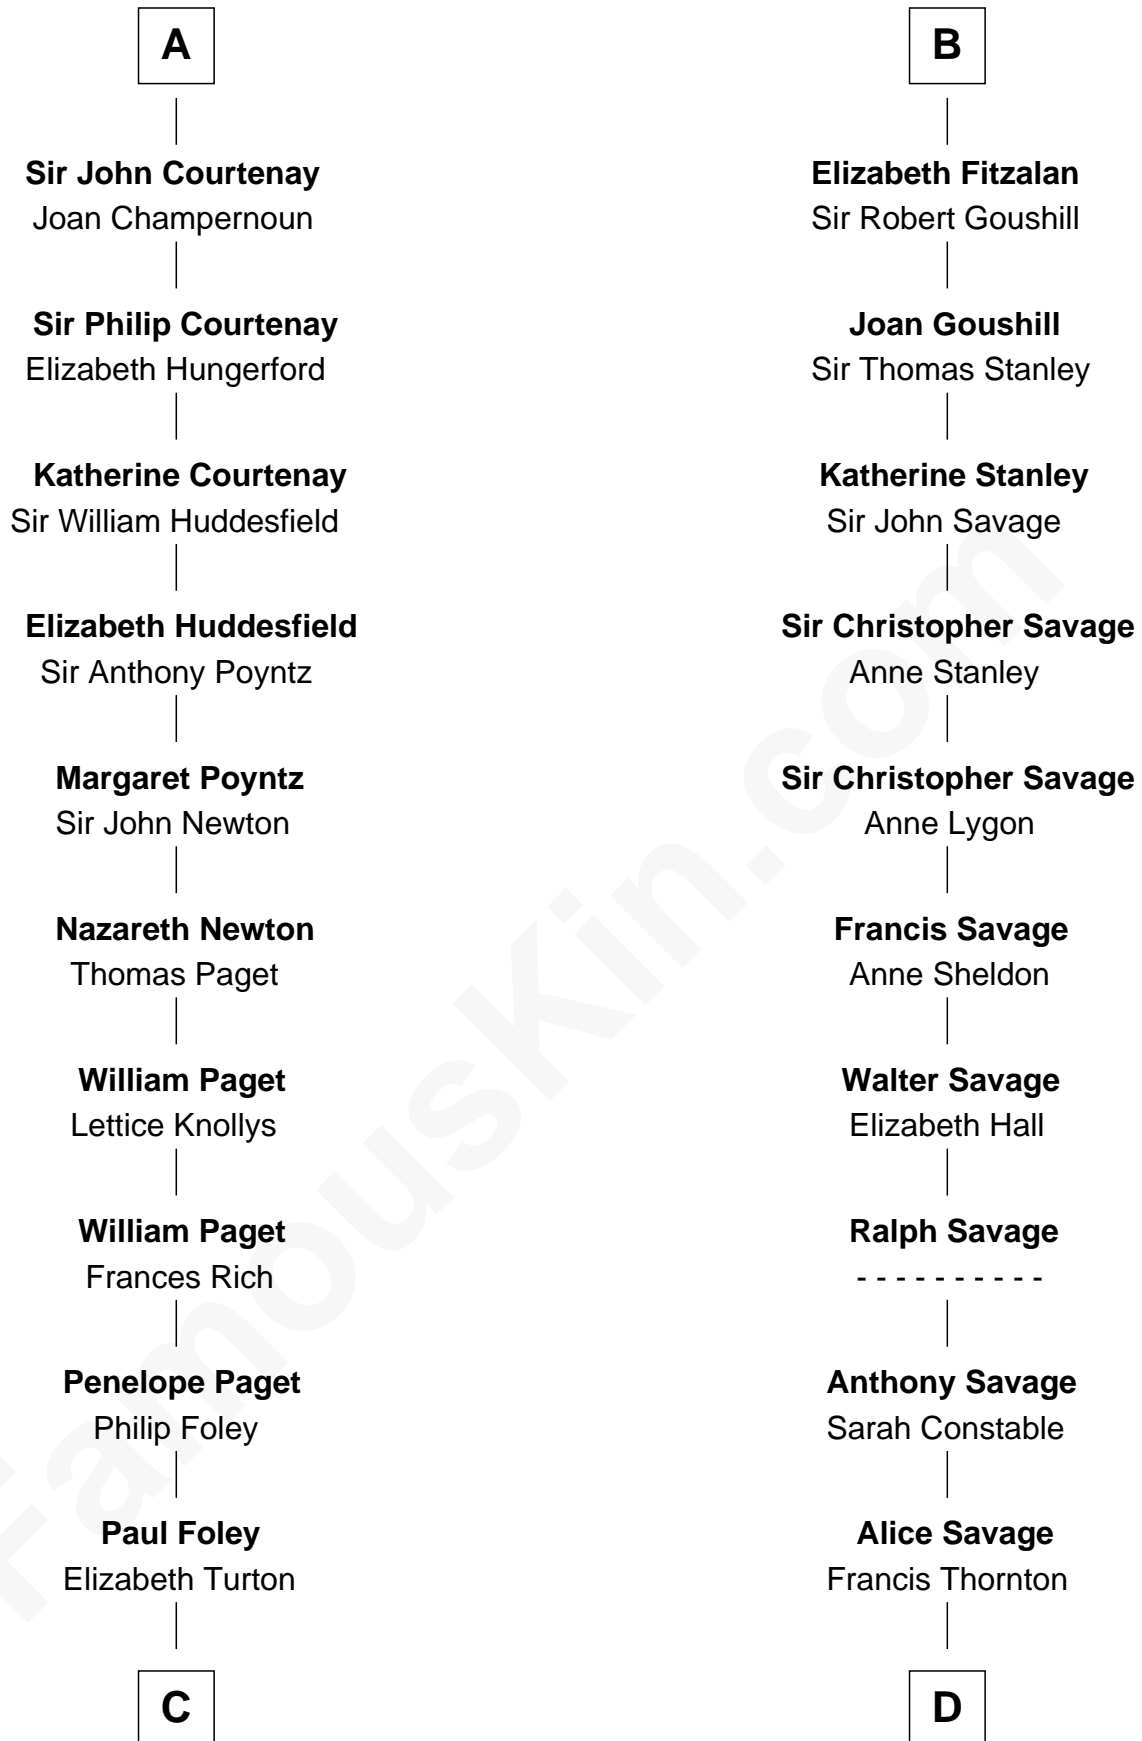 A
Sir John Courtenay
Joan Champernoun
Sir Philip Courtenay
Elizabeth Hungerford
Katherine Courtenay
Sir William Huddesfield
Elizabeth Huddesfield
Sir Anthony Poyntz
Margaret Poyntz
Sir John Newton
Nazareth Newton
Thomas Paget
William Paget
Lettice Knollys
William Paget
Frances Rich
Penelope Paget
Philip Foley
Paul Foley
Elizabeth Turton
C
B
Elizabeth Fitzalan
Sir Robert Goushill
Joan Goushill
Sir Thomas Stanley
Katherine Stanley
Sir John Savage
Sir Christopher Savage
Anne Stanley
Sir Christopher Savage
Anne Lygon
Francis Savage
Anne Sheldon
Walter Savage
Elizabeth Hall
Ralph Savage
- - - - - - - - - -
Anthony Savage
Sarah Constable
Alice Savage
Francis Thornton
D
FamousKin.com